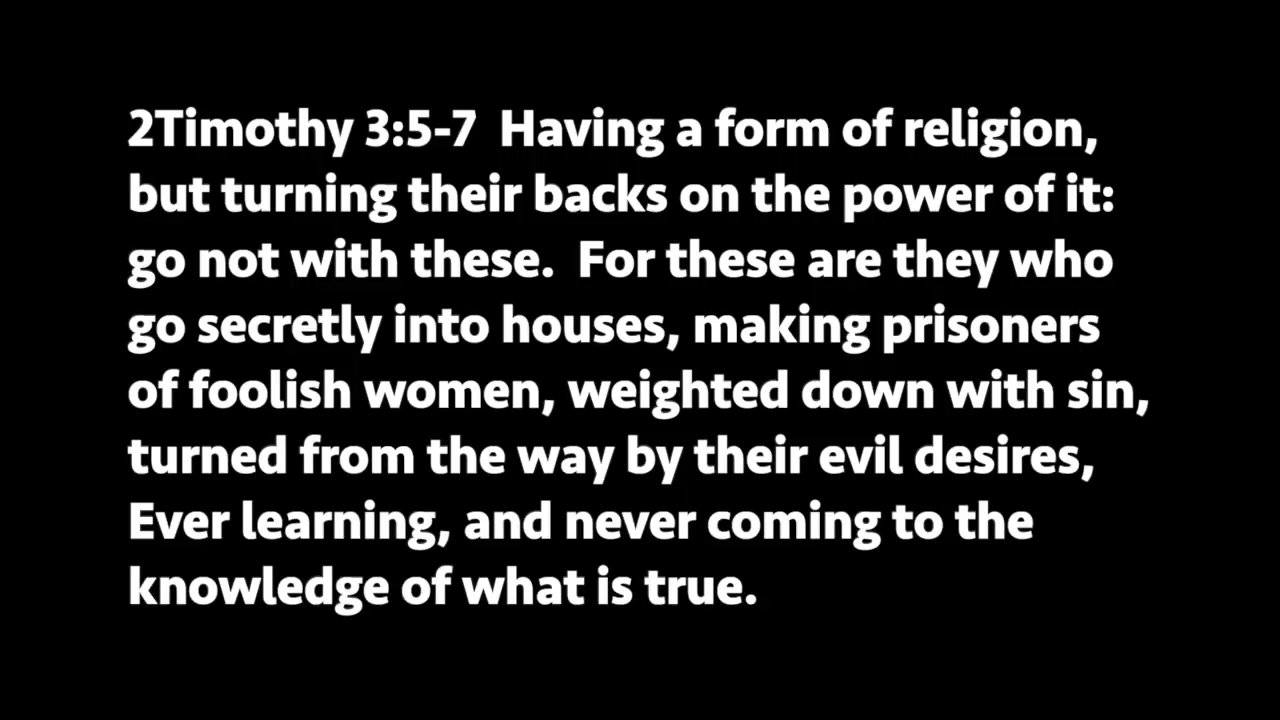 2Timothy 3:5-7  Having a form of religion,
but turning their backs on the power of it:
go not with these.  For these are they who
go secretly into houses, making prisoners
of foolish women, weighted down with sin,
turned from the way by their evil desires,
Ever learning, and never coming to the
knowledge of what is true.